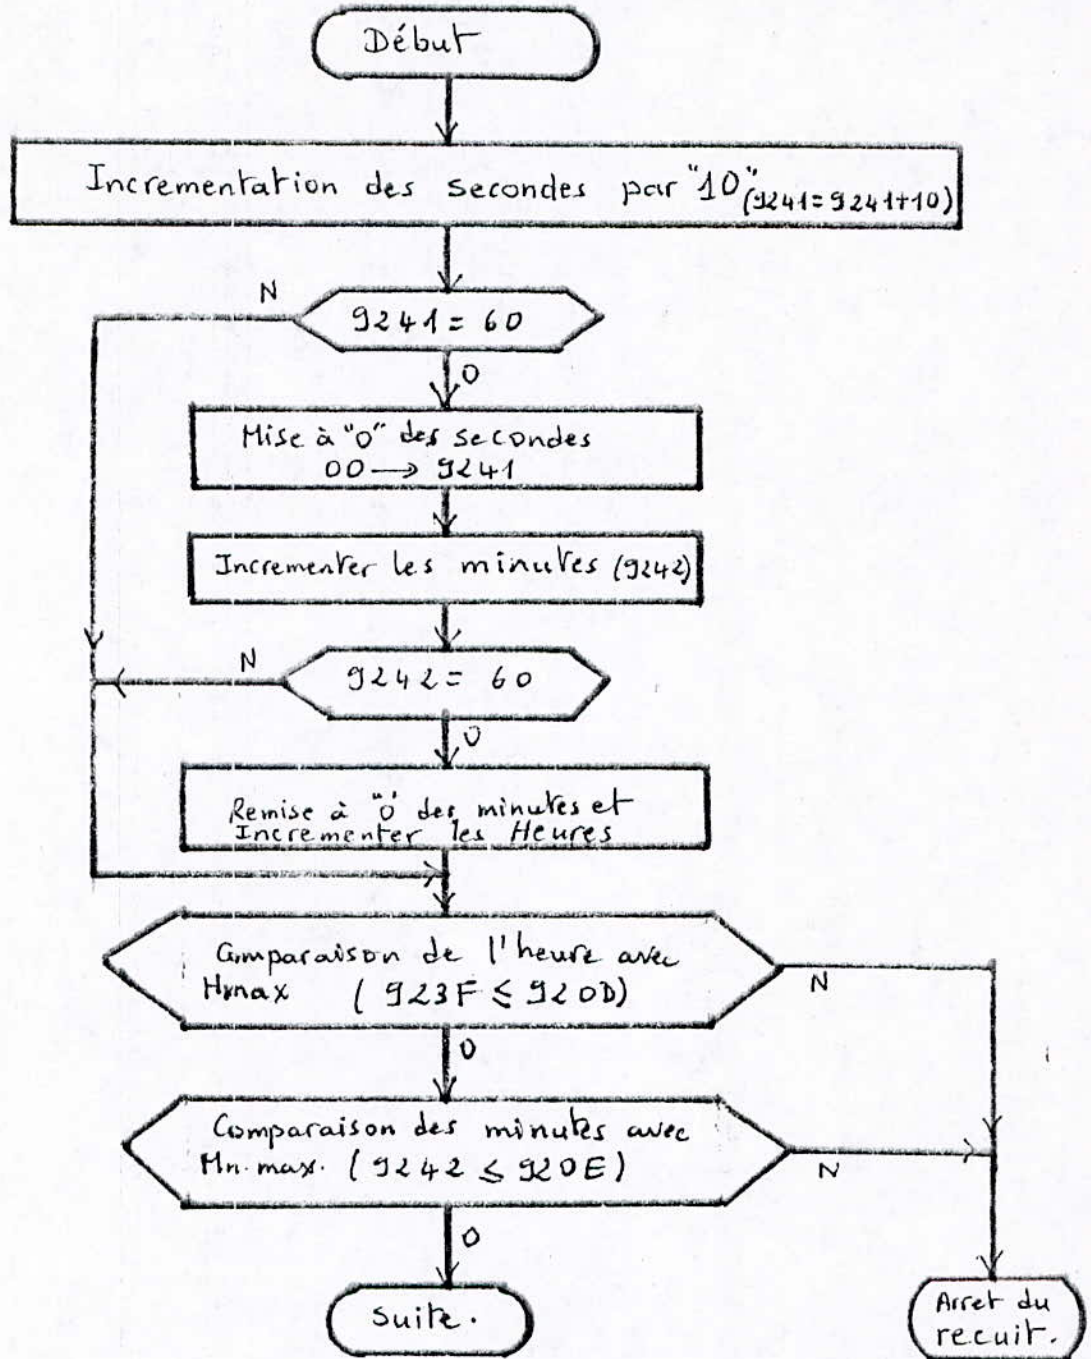 Début
Incrementation des secondes par "10" (9241=9241+10)
N
9241 = 60
O
Mise à "0" des secondes
00 → 9241
Incrementer les minutes (9242)
N
9242 = 60
O
Remise à "0" des minutes et
Incrementer les Heures
Comparaison de l'heure avec
Hmax ( 923F ≤ 920D)
N
O
Comparaison des minutes avec
Mn.max. ( 9242 ≤ 920E)
N
O
Suite.
Arret du
recuit.